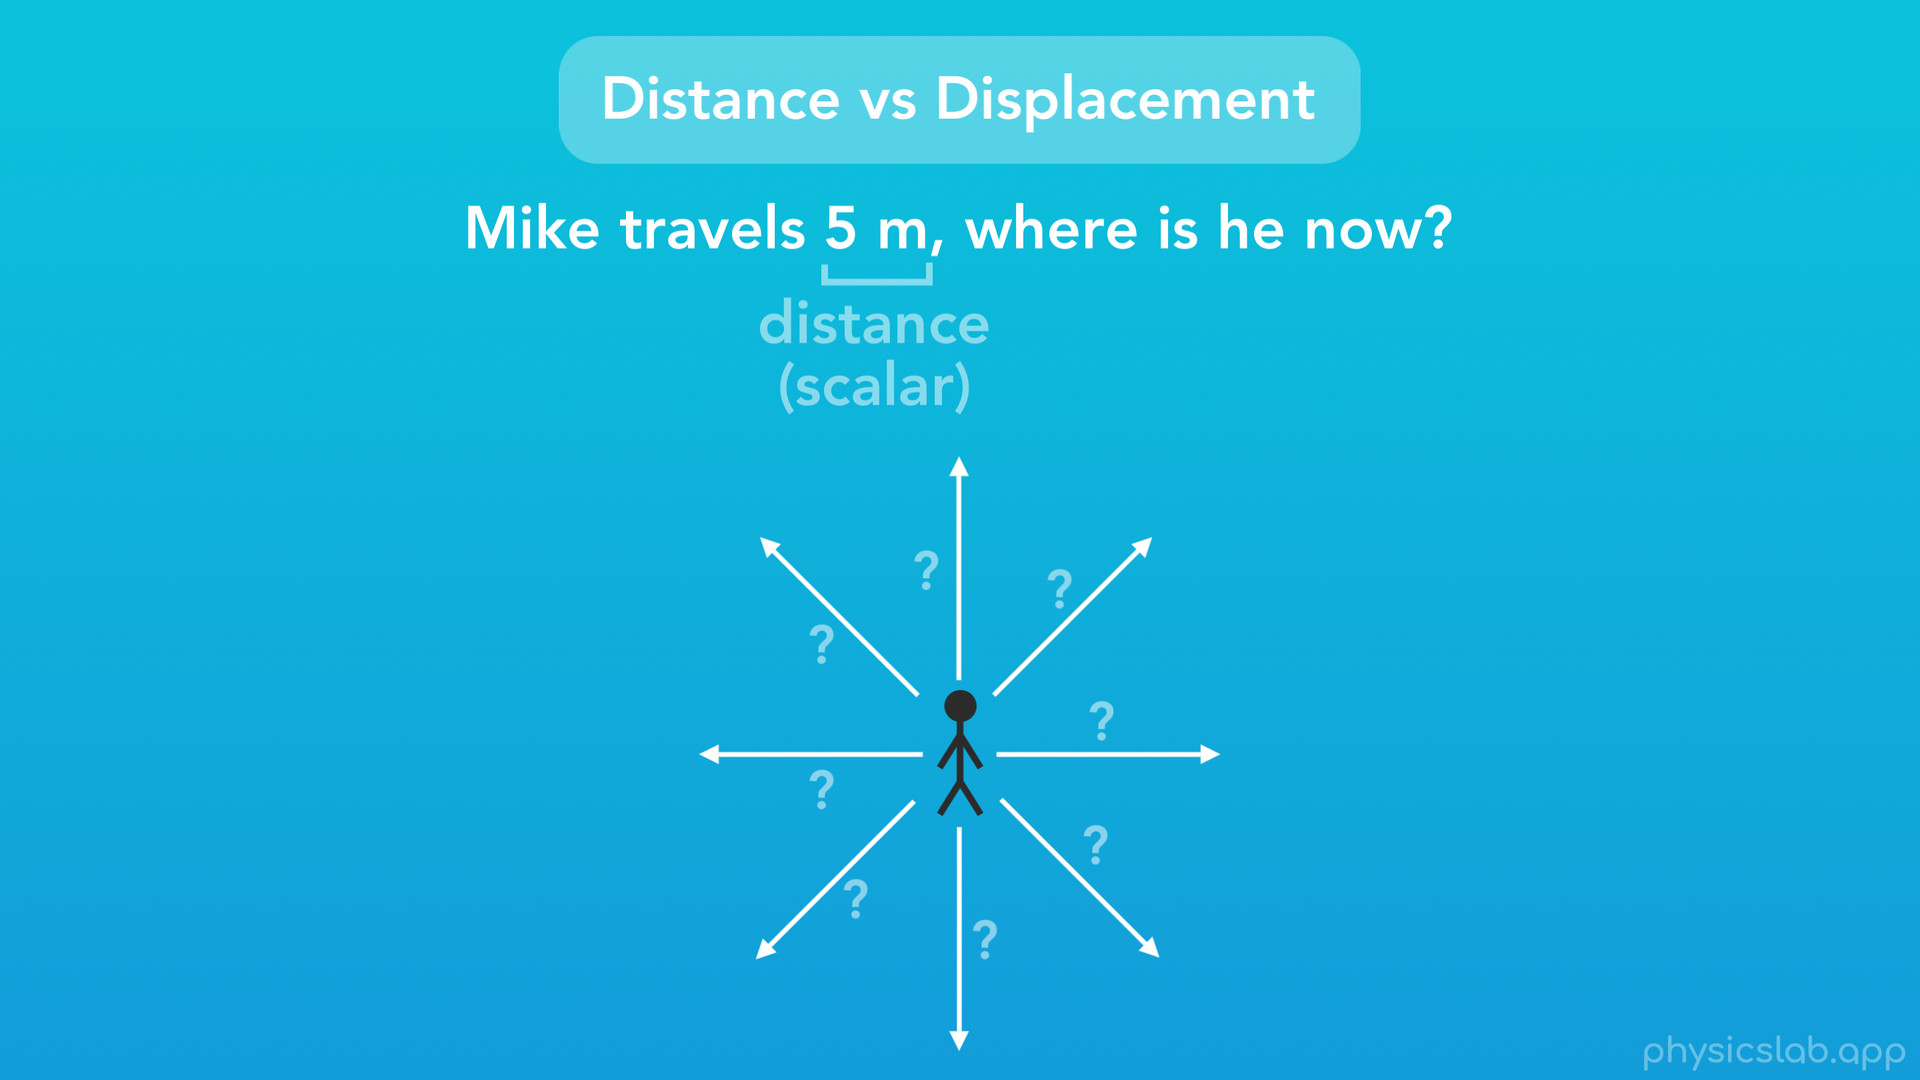 Distance vs Displacement
Mike travels 5 m, where is he now?
distance
(scalar)
?
?
?
?
?
?
?
?
physicslab.app